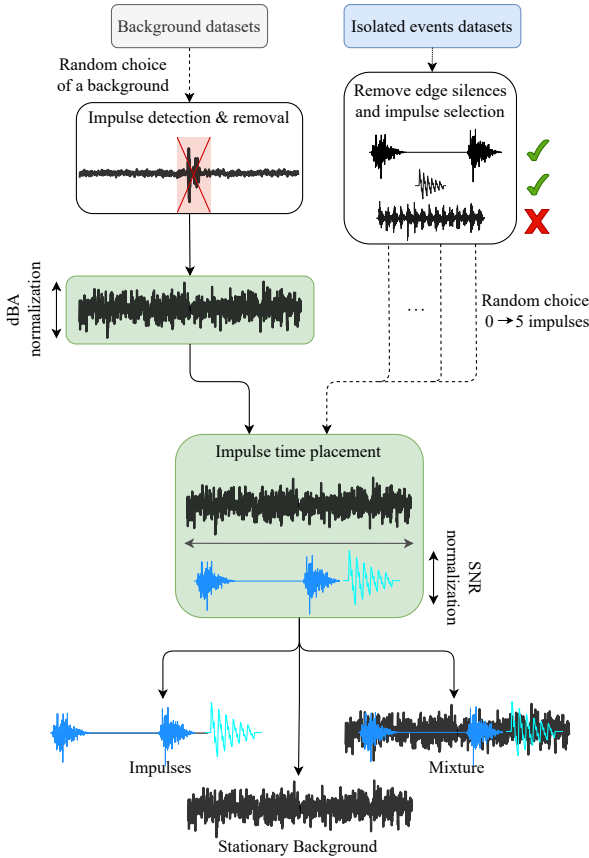 Background datasets
Isolated events datasets
Random choice
of a background
Impulse detection & removal
Remove edge silences
and impulse selection
dBA
normalization
...
Random choice
0 → 5 impulses
Impulse time placement
SNR
normalization
Impulses
Mixture
Stationary Background